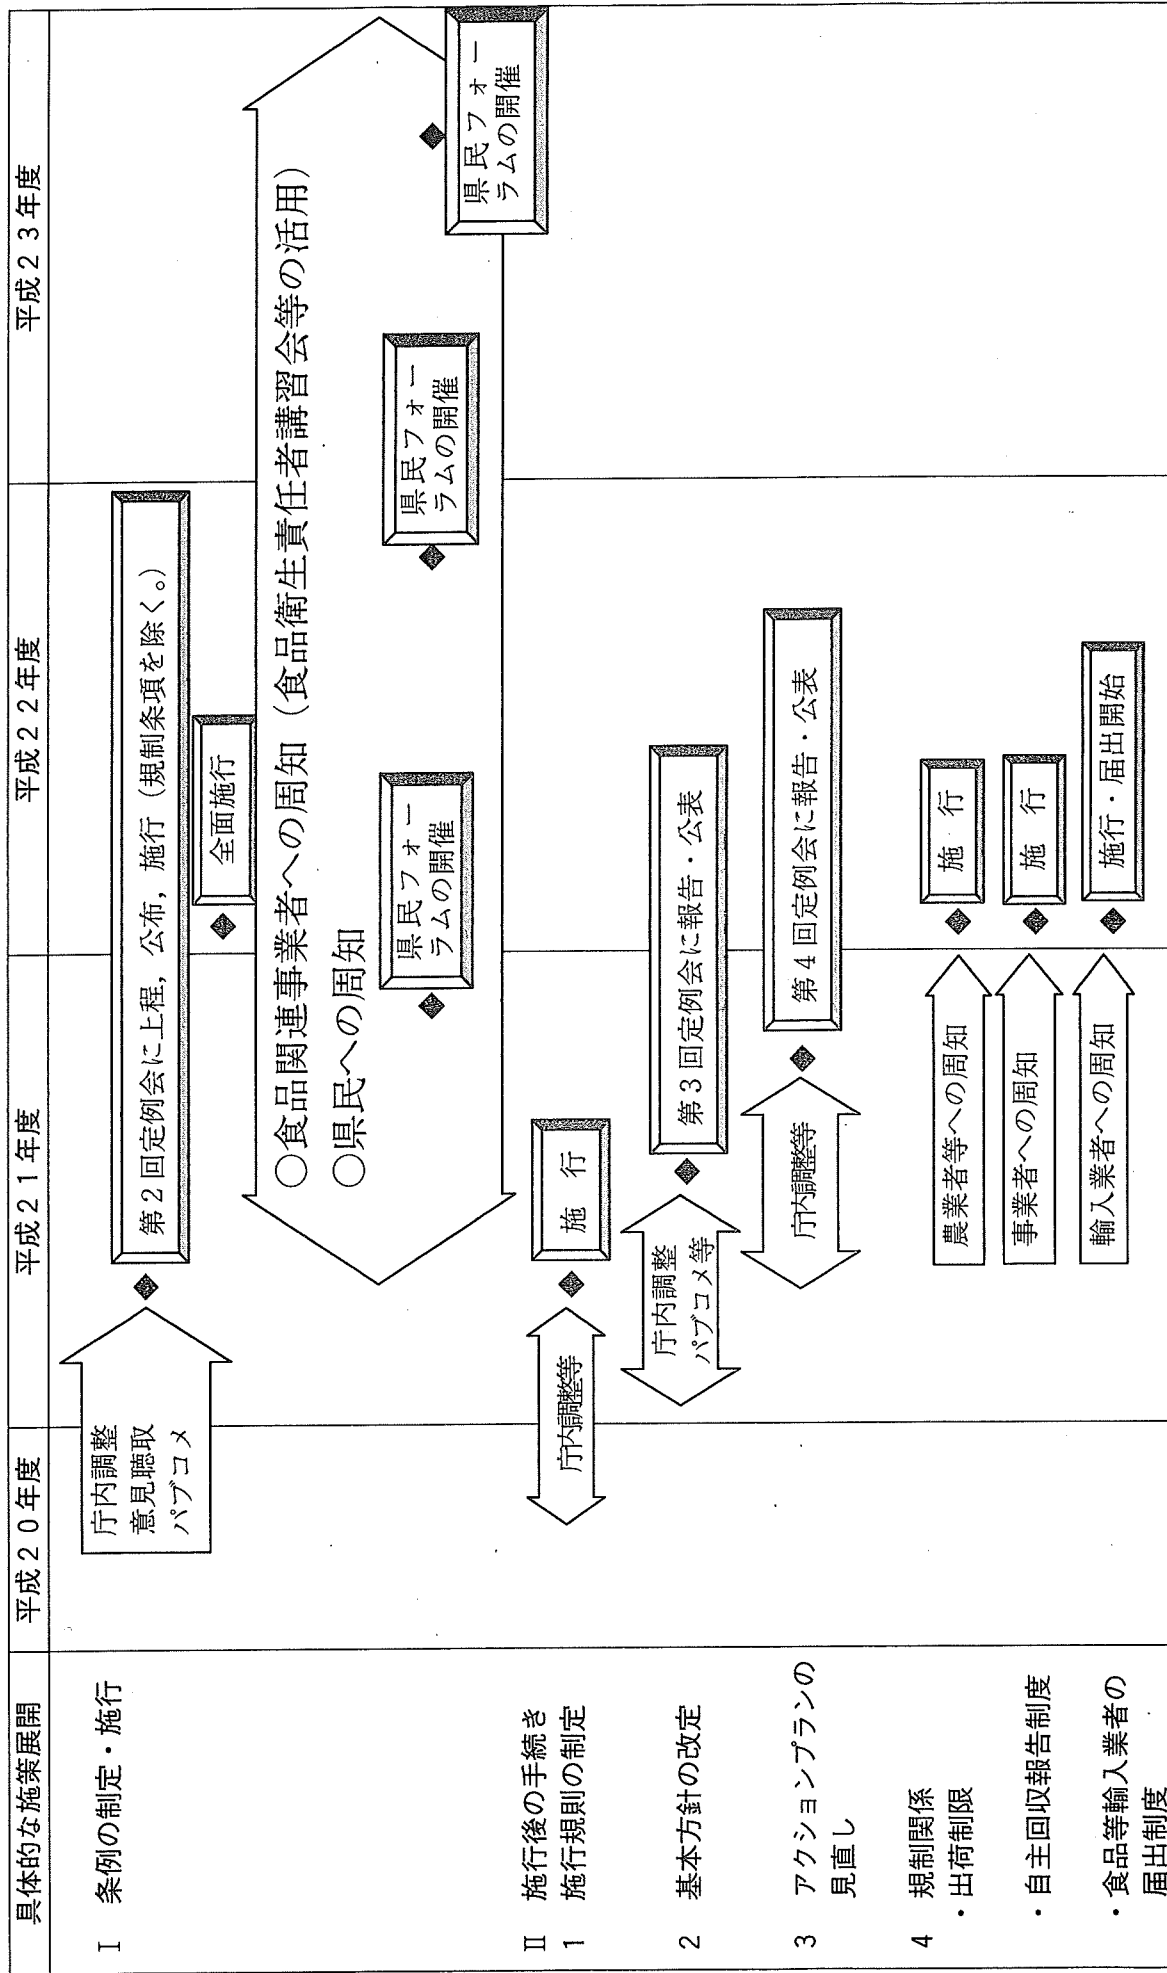 具体的な施策展開
平成２０年度
平成２１年度
平成２２年度
平成２３年度
Ⅰ 条例の制定・施行
庁内調整
意見聴取
パブコメ
第２回定例会に上程，公布，施行（規制条項を除く。）
全面施行
○食品関連事業者への周知（食品衛生責任者講習会等の活用）
○県民への周知
県民フォー
ラムの開催
県民フォー
ラムの開催
県民フォー
ラムの開催
Ⅱ 施行後の手続き
1 施行規則の制定
庁内調整等
施 行
2 基本方針の改定
庁内調整
パブコメ等
第３回定例会に報告・公表
3 アクションプランの
見直し
庁内調整等
第４回定例会に報告・公表
4 規制関係
・出荷制限
農業者等への周知
施 行
・自主回収報告制度
事業者への周知
施 行
・食品等輸入業者の
届出制度
輸入業者への周知
施行・届出開始